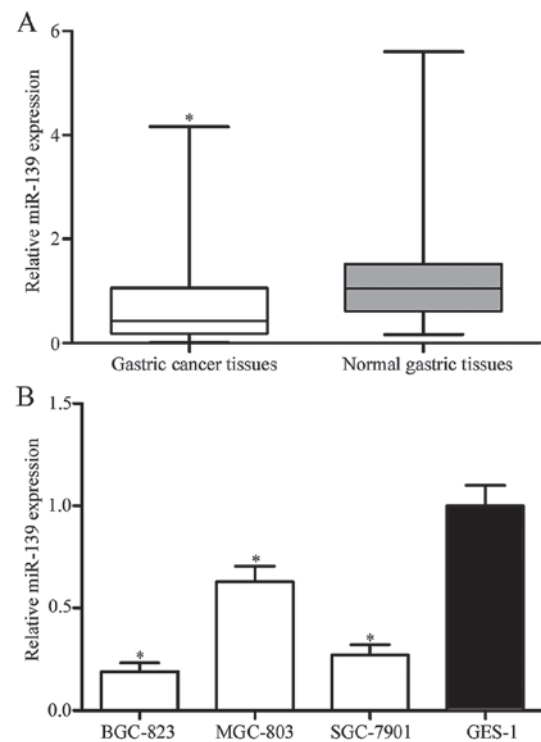 A
Relative miR-139 expression
6
4
2
0
*
Gastric cancer tissues Normal gastric tissues
B
Relative miR-139 expression
1.5
1.0
0.5
0.0
* * *
BGC-823 MGC-803 SGC-7901 GES-1